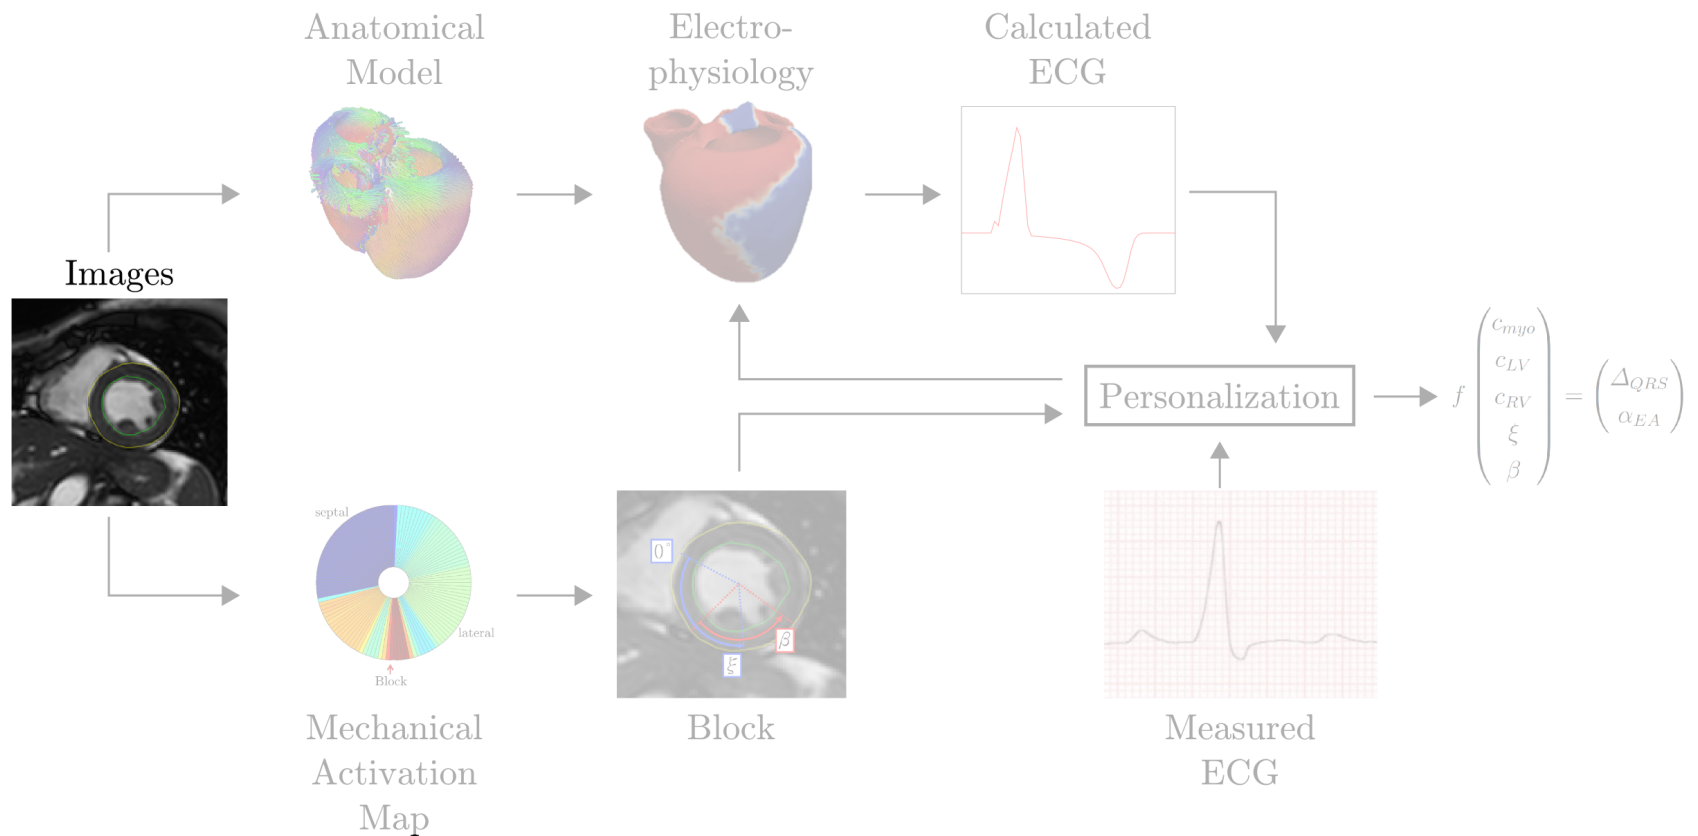 Anatomical
Model
Electro-
physiology
Calculated
ECG
Images
Personalization
f
c_myo
c_LV
c_RV
ξ
β
=
Δ_QRS
α_EA
septal
lateral
Block
0°
β
ξ
Mechanical
Activation
Map
Block
Measured
ECG